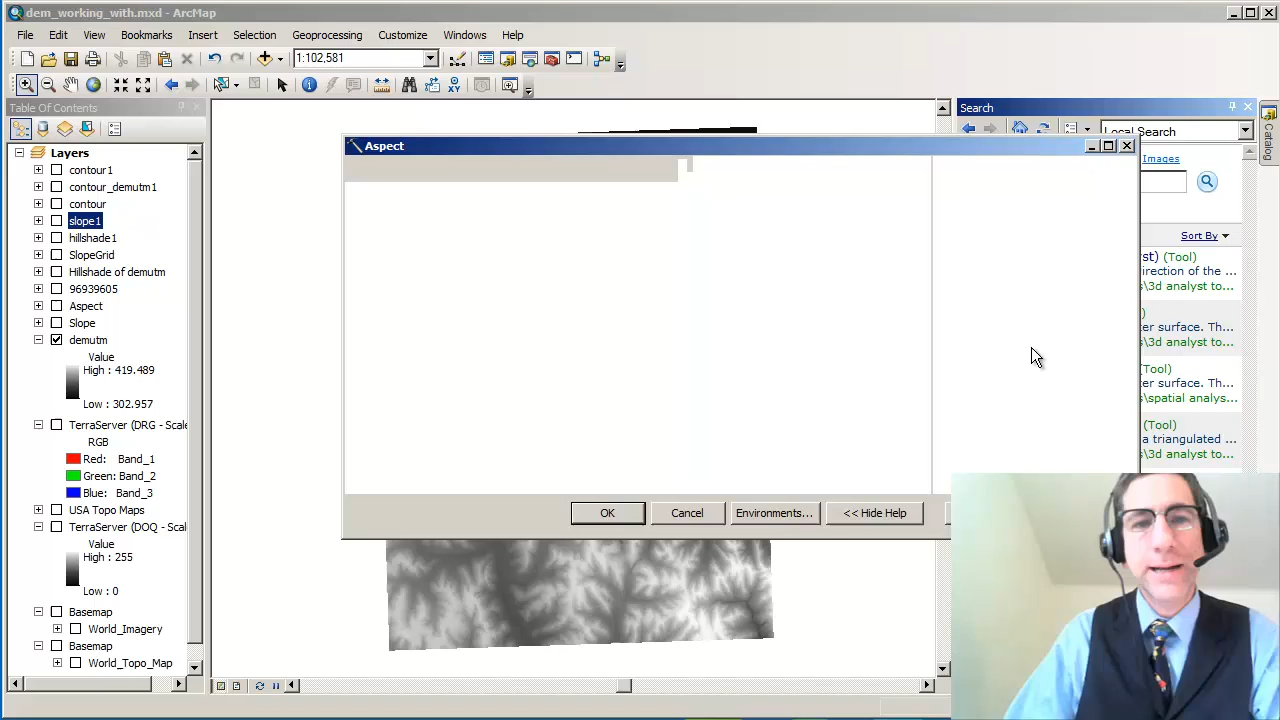 dem_working_with.mxd - ArcMap
File Edit View Bookmarks Insert Selection Geoprocessing Customize Windows Help
1:102,581
Table Of Contents
Layers
contour1
contour_demutm1
contour
slope1
hillshade1
SlopeGrid
Hillshade of demutm
96939605
Aspect
Slope
demutm
Value
High : 419.489
Low : 302.957
TerraServer (DRG - Scale
RGB
Red: Band_1
Green: Band_2
Blue: Band_3
USA Topo Maps
TerraServer (DOQ - Scale
Value
High : 255
Low : 0
Basemap
World_Imagery
Basemap
World_Topo_Map
Aspect
OK Cancel Environments... << Hide Help
Search
Local Search
Images
Sort By
st) (Tool)
irection of the ...
s\3d analyst to...
)
er surface. Th...
s\3d analyst to...
(Tool)
er surface. Th...
s\spatial analys...
(Tool)
a triangulated ...
s\3d analyst to...
Catalog